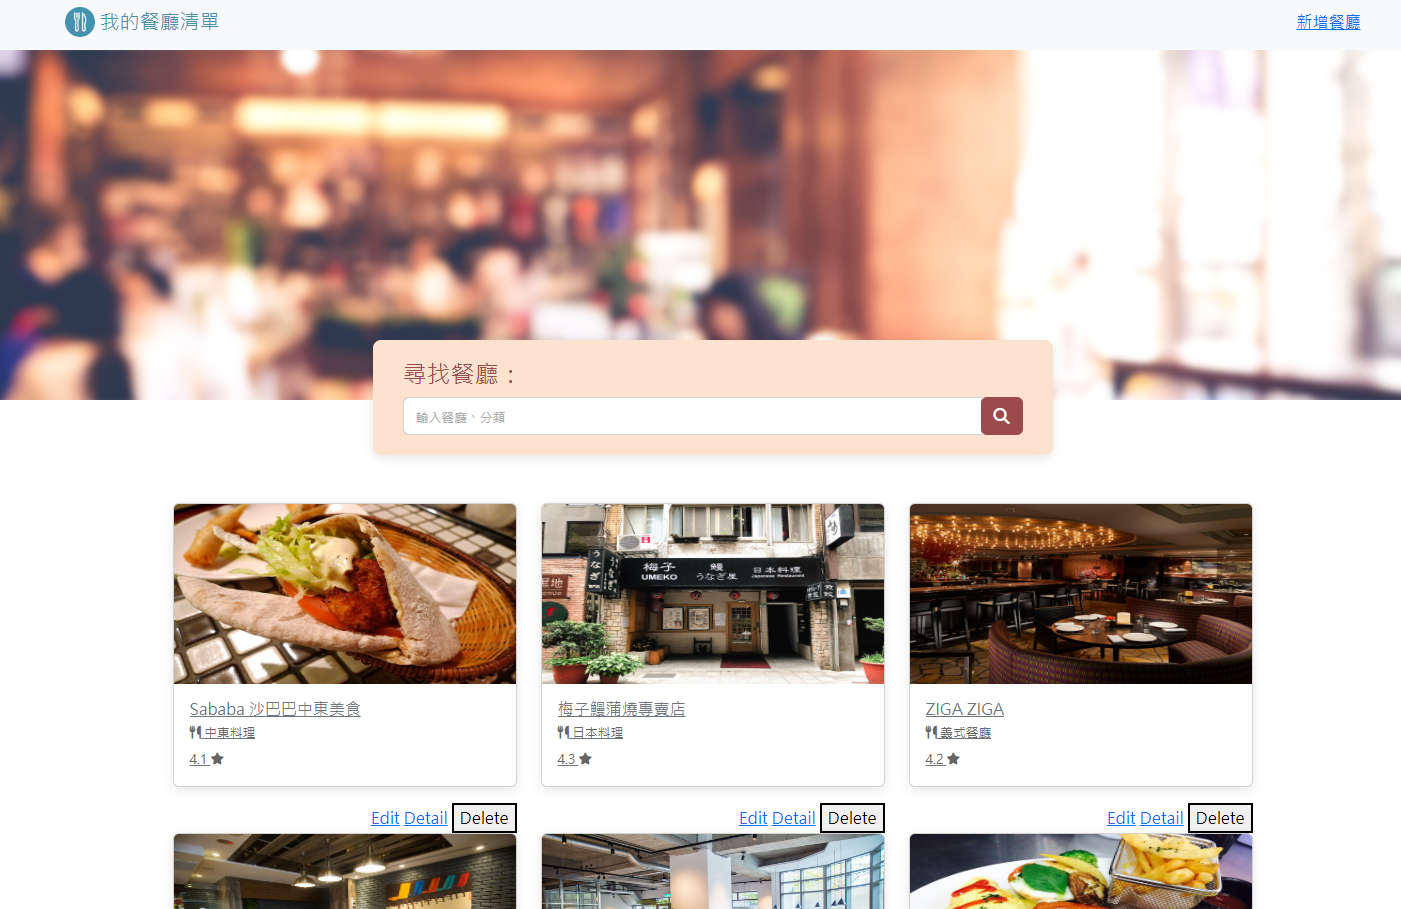 我的餐廳清單
新增餐廳
尋找餐廳：
輸入餐廳、分類
梅子 鰻 日本料理
UMEKO うなぎ屋 Japanese Restaurant
うなぎ
Sababa 沙巴巴中東美食
中東料理
4.1
梅子鰻蒲燒專賣店
日本料理
4.3
ZIGA ZIGA
義式餐廳
4.2
Edit Detail Delete
Edit Detail Delete
Edit Detail Delete